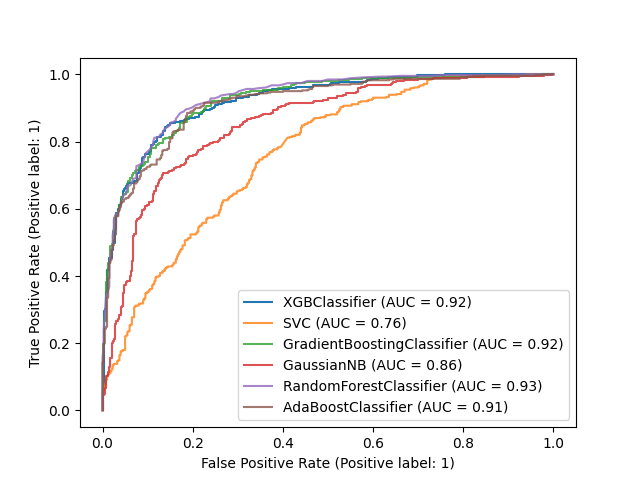 1.0
0.8
0.6
0.4
0.2
0.0
True Positive Rate (Positive label: 1)
XGBClassifier (AUC = 0.92)
SVC (AUC = 0.76)
GradientBoostingClassifier (AUC = 0.92)
GaussianNB (AUC = 0.86)
RandomForestClassifier (AUC = 0.93)
AdaBoostClassifier (AUC = 0.91)
0.0 0.2 0.4 0.6 0.8 1.0
False Positive Rate (Positive label: 1)